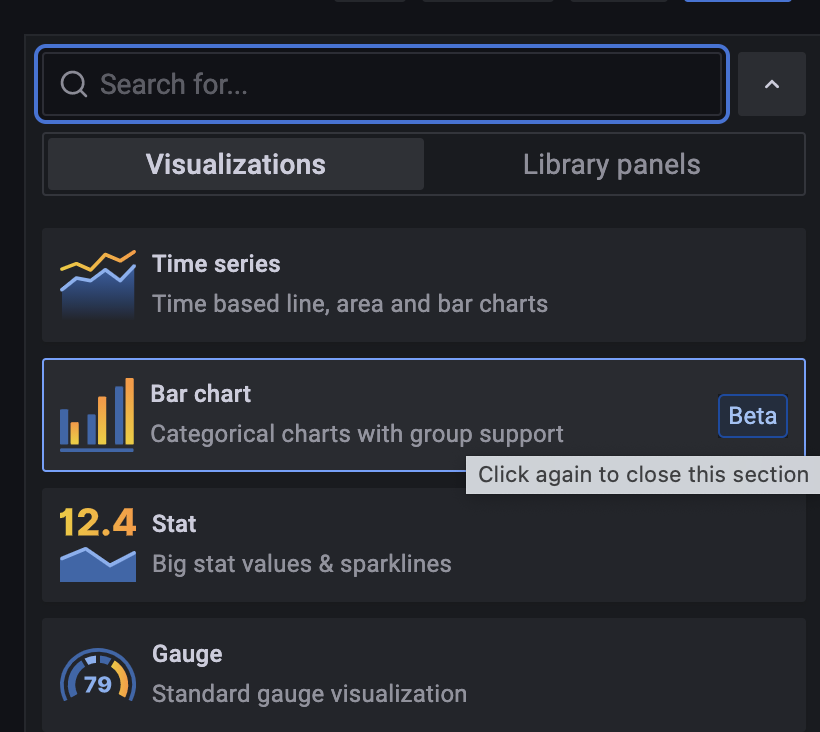 Search for...
Visualizations
Library panels
Time series
Time based line, area and bar charts
Bar chart
Categorical charts with group support
Beta
Click again to close this section
12.4
Stat
Big stat values & sparklines
Gauge
79
Standard gauge visualization